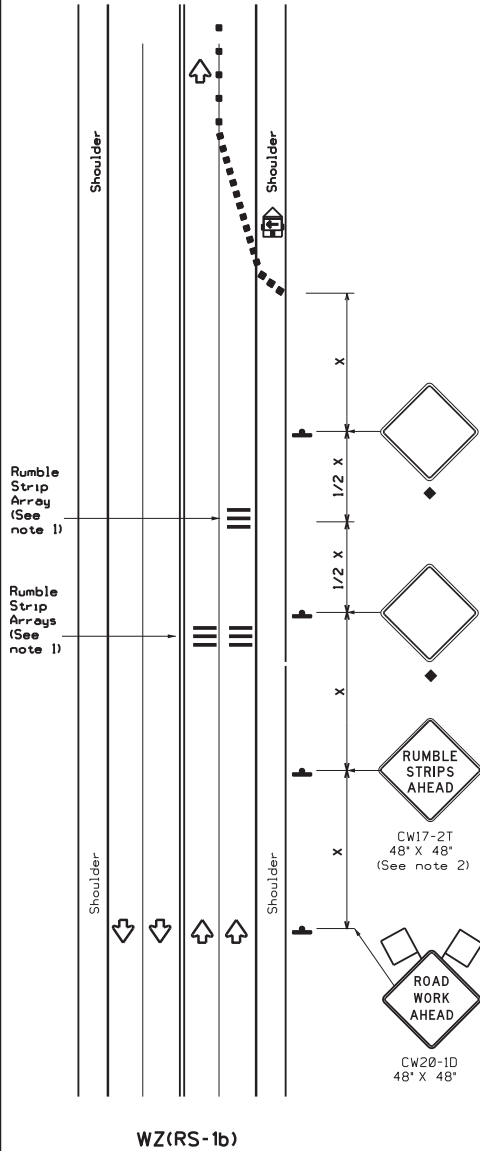 Shoulder
Shoulder
X
1/2 X
Rumble
Strip
Array
(See
note 1)
1/2 X
Rumble
Strip
Arrays
(See
note 1)
X
RUMBLE
STRIPS
AHEAD
CW17-2T
48" X 48"
(See note 2)
X
Shoulder
Shoulder
ROAD
WORK
AHEAD
CW20-1D
48" X 48"
WZ(RS-1b)